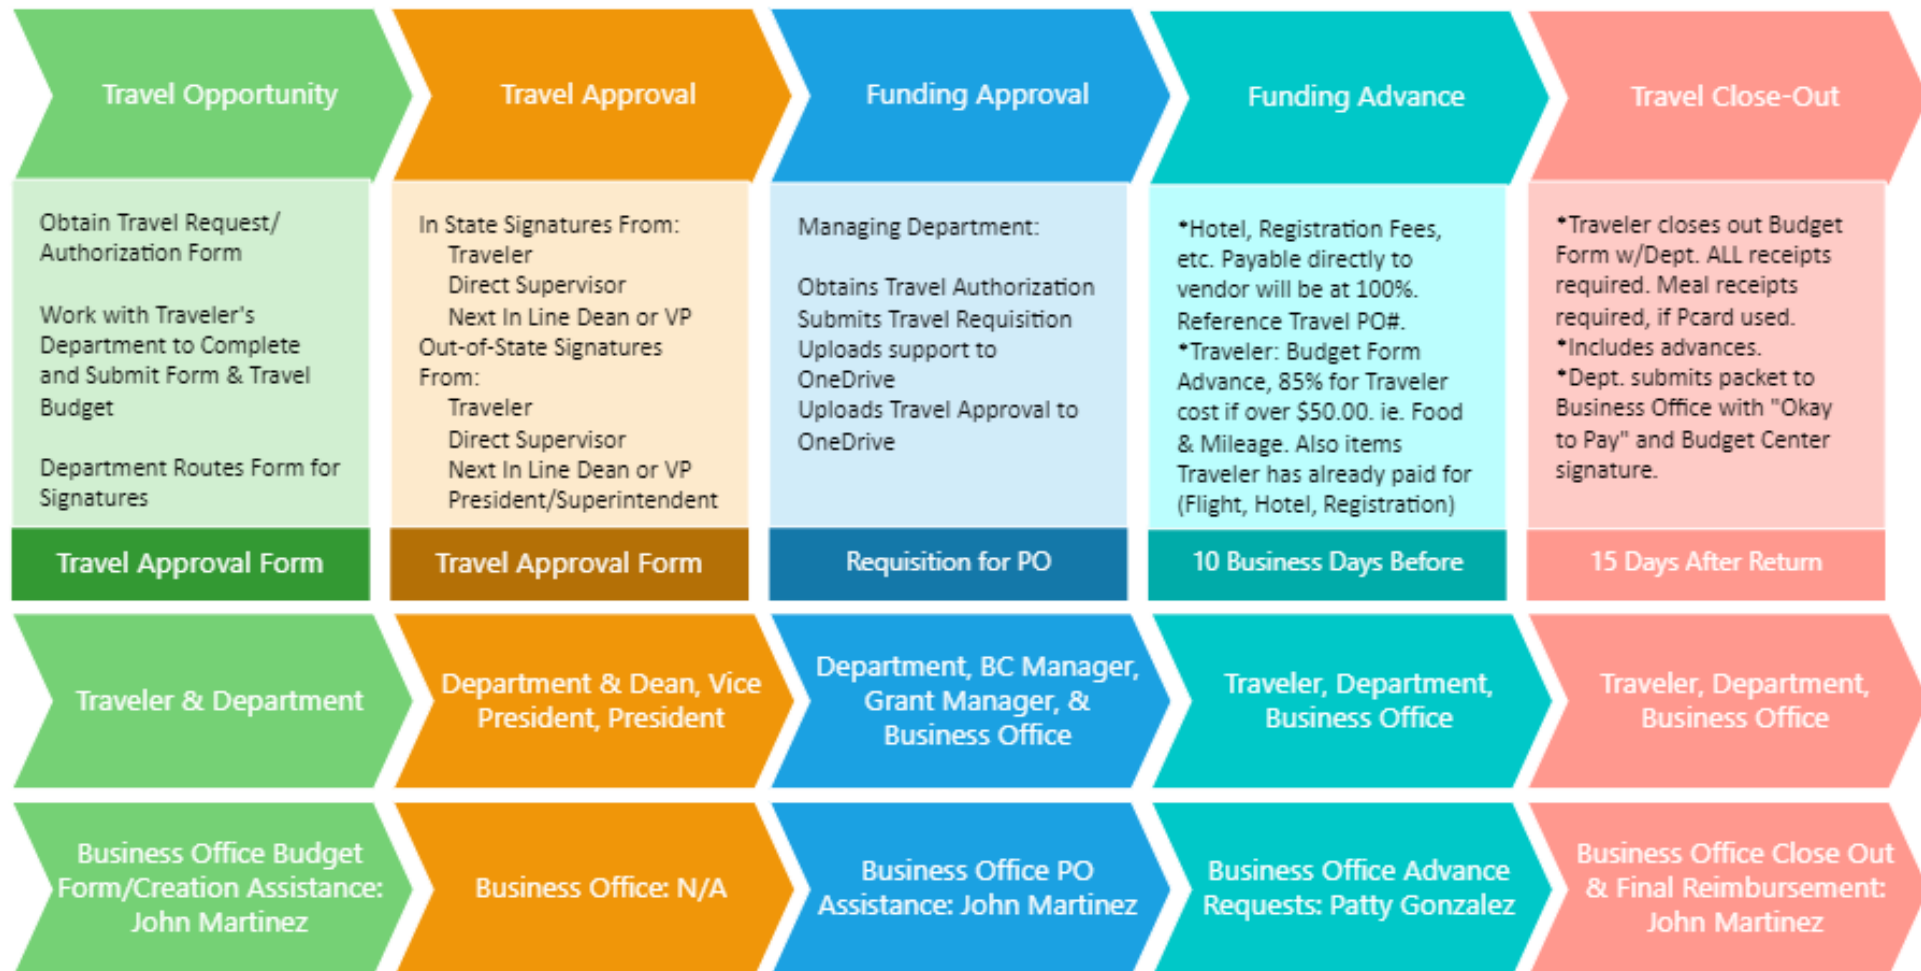 Travel Opportunity
Travel Approval
Funding Approval
Funding Advance
Travel Close-Out
Obtain Travel Request/
Authorization Form
Work with Traveler's
Department to Complete
and Submit Form & Travel
Budget
Department Routes Form for
Signatures
In State Signatures From:
Traveler
Direct Supervisor
Next In Line Dean or VP
Out-of-State Signatures
From:
Traveler
Direct Supervisor
Next In Line Dean or VP
President/Superintendent
Managing Department:
Obtains Travel Authorization
Submits Travel Requisition
Uploads support to
OneDrive
Uploads Travel Approval to
OneDrive
*Hotel, Registration Fees,
etc. Payable directly to
vendor will be at 100%.
Reference Travel PO#.
*Traveler: Budget Form
Advance, 85% for Traveler
cost if over $50.00. ie. Food
& Mileage. Also items
Traveler has already paid for
(Flight, Hotel, Registration)
*Traveler closes out Budget
Form w/Dept. ALL receipts
required. Meal receipts
required, if Pcard used.
*Includes advances.
*Dept. submits packet to
Business Office with "Okay
to Pay" and Budget Center
signature.
Travel Approval Form
Travel Approval Form
Requisition for PO
10 Business Days Before
15 Days After Return
Traveler & Department
Department & Dean, Vice
President, President
Department, BC Manager,
Grant Manager, &
Business Office
Traveler, Department,
Business Office
Traveler, Department,
Business Office
Business Office Budget
Form/Creation Assistance:
John Martinez
Business Office: N/A
Business Office PO
Assistance: John Martinez
Business Office Advance
Requests: Patty Gonzalez
Business Office Close Out
& Final Reimbursement:
John Martinez